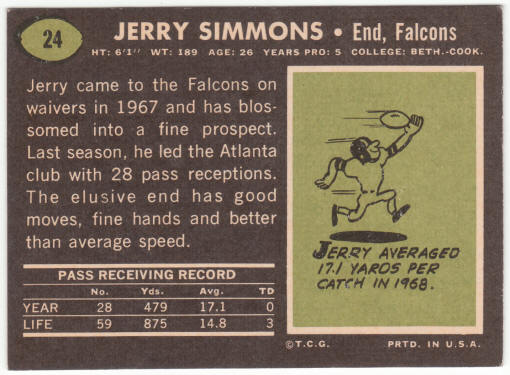 24
JERRY SIMMONS • End, Falcons
HT: 6'1" WT: 189 AGE: 26 YEARS PRO: 5 COLLEGE: BETH.-COOK.
Jerry came to the Falcons on
waivers in 1967 and has blos-
somed into a fine prospect.
Last season, he led the Atlanta
club with 28 pass receptions.
The elusive end has good
moves, fine hands and better
than average speed.
PASS RECEIVING RECORD
No. Yds. Avg. TD
YEAR 28 479 17.1 0
LIFE 59 875 14.8 3
JERRY AVERAGED
17.1 YARDS PER
CATCH IN 1968.
©T.C.G. PRTD. IN U.S.A.